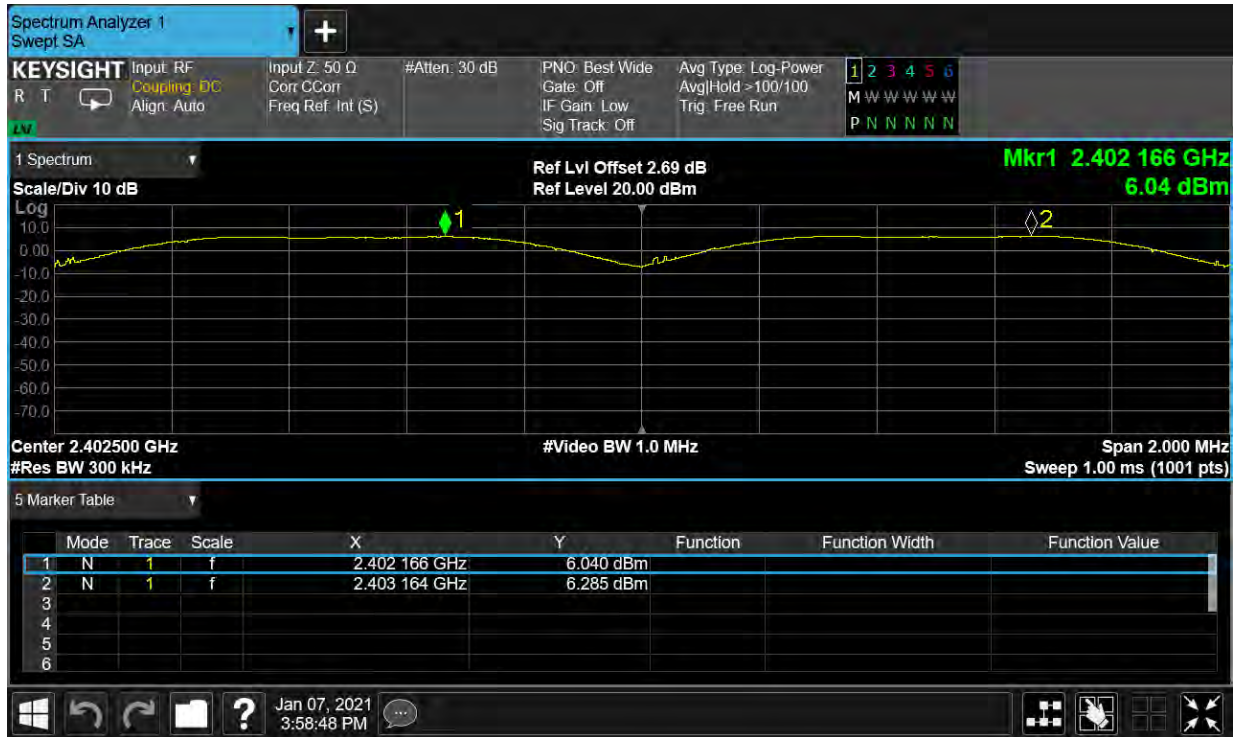 Spectrum Analyzer 1
Swept SA
+
KEYSIGHT Input: RF Input Z: 50 Ω #Atten: 30 dB PNO: Best Wide Avg Type: Log-Power 1 2 3 4 5 6
R T Coupling: DC Corr CCorr Gate: Off Avg|Hold >100/100 M W W W W W W
Align: Auto Freq Ref: Int (S) IF Gain: Low Trig: Free Run
LV Sig Track: Off P N N N N N N
1 Spectrum Ref Lvl Offset 2.69 dB Mkr1 2.402 166 GHz
Scale/Div 10 dB Ref Level 20.00 dBm 6.04 dBm
Log
10.0 1 2
0.00
-10.0
-20.0
-30.0
-40.0
-50.0
-60.0
-70.0
Center 2.402500 GHz #Video BW 1.0 MHz Span 2.000 MHz
#Res BW 300 kHz Sweep 1.00 ms (1001 pts)
5 Marker Table
Mode Trace Scale X Y Function Function Width Function Value
1 N 1 f 2.402 166 GHz 6.040 dBm
2 N 1 f 2.403 164 GHz 6.285 dBm
3
4
5
6
? Jan 07, 2021
3:58:48 PM